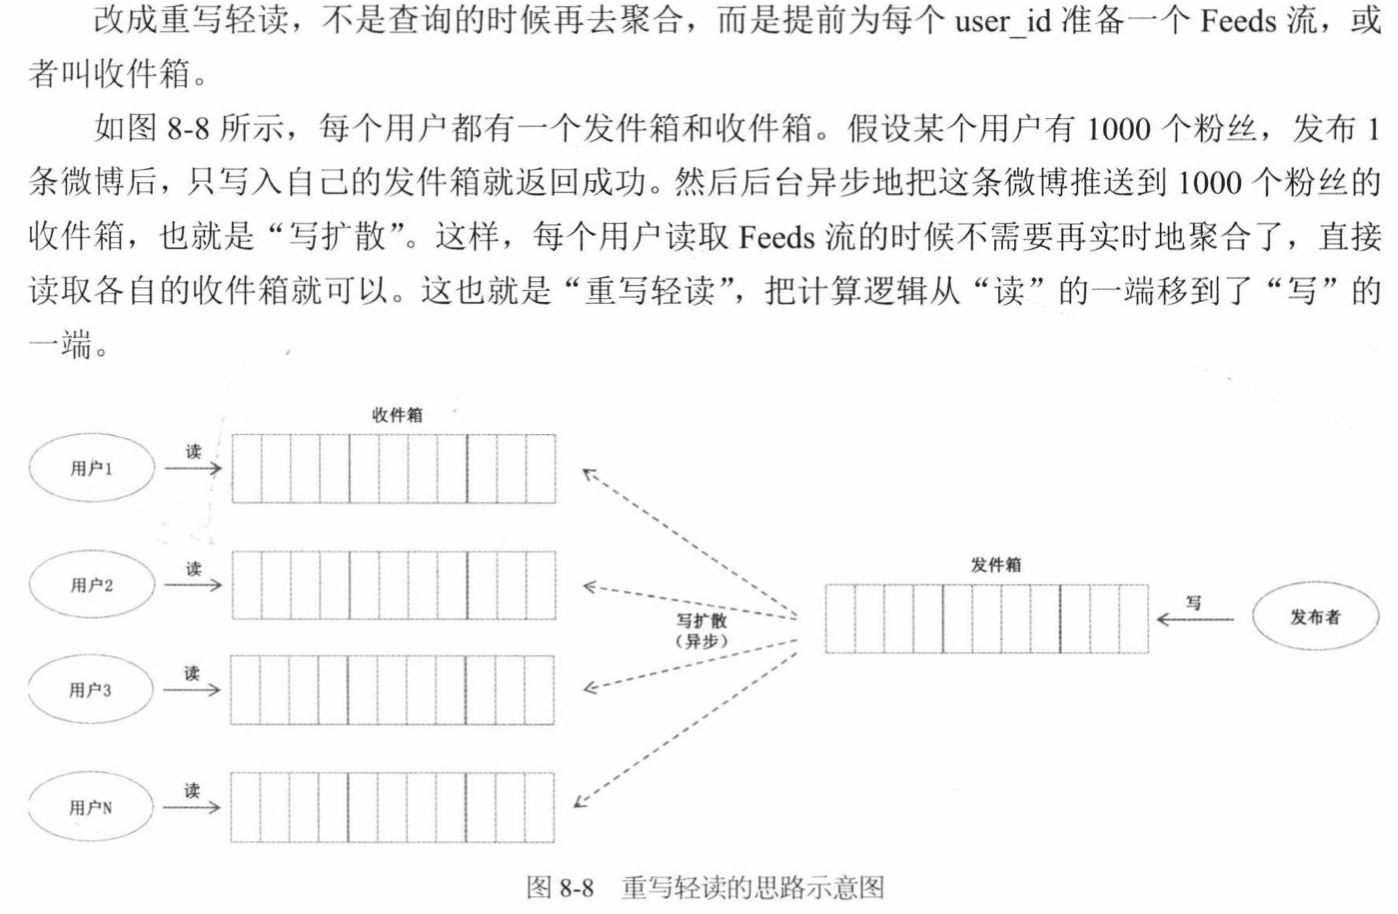 改成重写轻读，不是查询的时候再去聚合，而是提前为每个 user_id 准备一个 Feeds 流，或
者叫收件箱。
如图 8-8 所示，每个用户都有一个发件箱和收件箱。假设某个用户有 1000 个粉丝，发布 1
条微博后，只写入自己的发件箱就返回成功。然后后台异步地把这条微博推送到 1000 个粉丝的
收件箱，也就是“写扩散”。这样，每个用户读取 Feeds 流的时候不需要再实时地聚合了，直接
读取各自的收件箱就可以。这也就是“重写轻读”，把计算逻辑从“读”的一端移到了“写”的
一端。
收件箱
用户1
读
用户2
读
用户3
读
用户N
读
写扩散
（异步）
发件箱
写
发布者
图 8-8 重写轻读的思路示意图